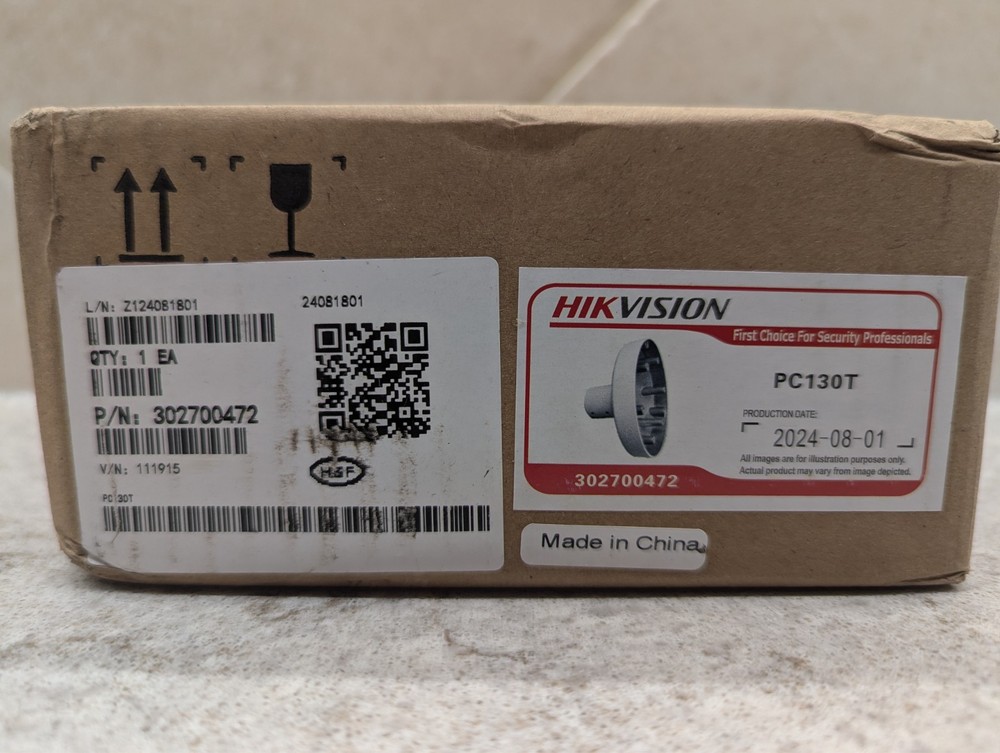 L/N: Z124081801
24081801
QTY: 1 EA
P/N: 302700472
V/N: 111915
H3F
PC130T
HIKVISION
First Choice For Security Professionals
PC130T
PRODUCTION DATE:
2024-08-01
All images are for illustration purposes only.
Actual product may vary from image depicted.
302700472
Made in China